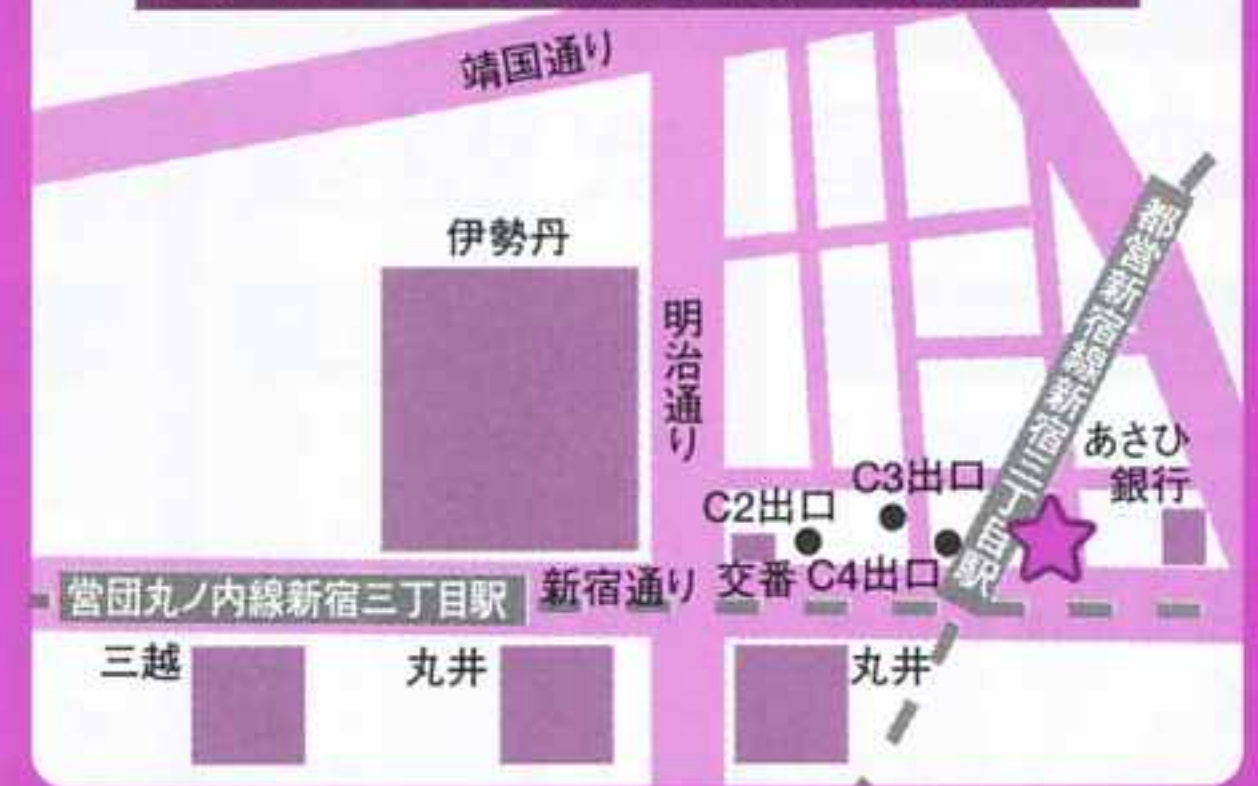 靖国通り
伊勢丹
明治通り
都営新宿線新宿三丁目駅
あさひ
銀行
C3出口
C2出口
新宿通り
交番
C4出口
営団丸ノ内線新宿三丁目駅
三越
丸井
丸井